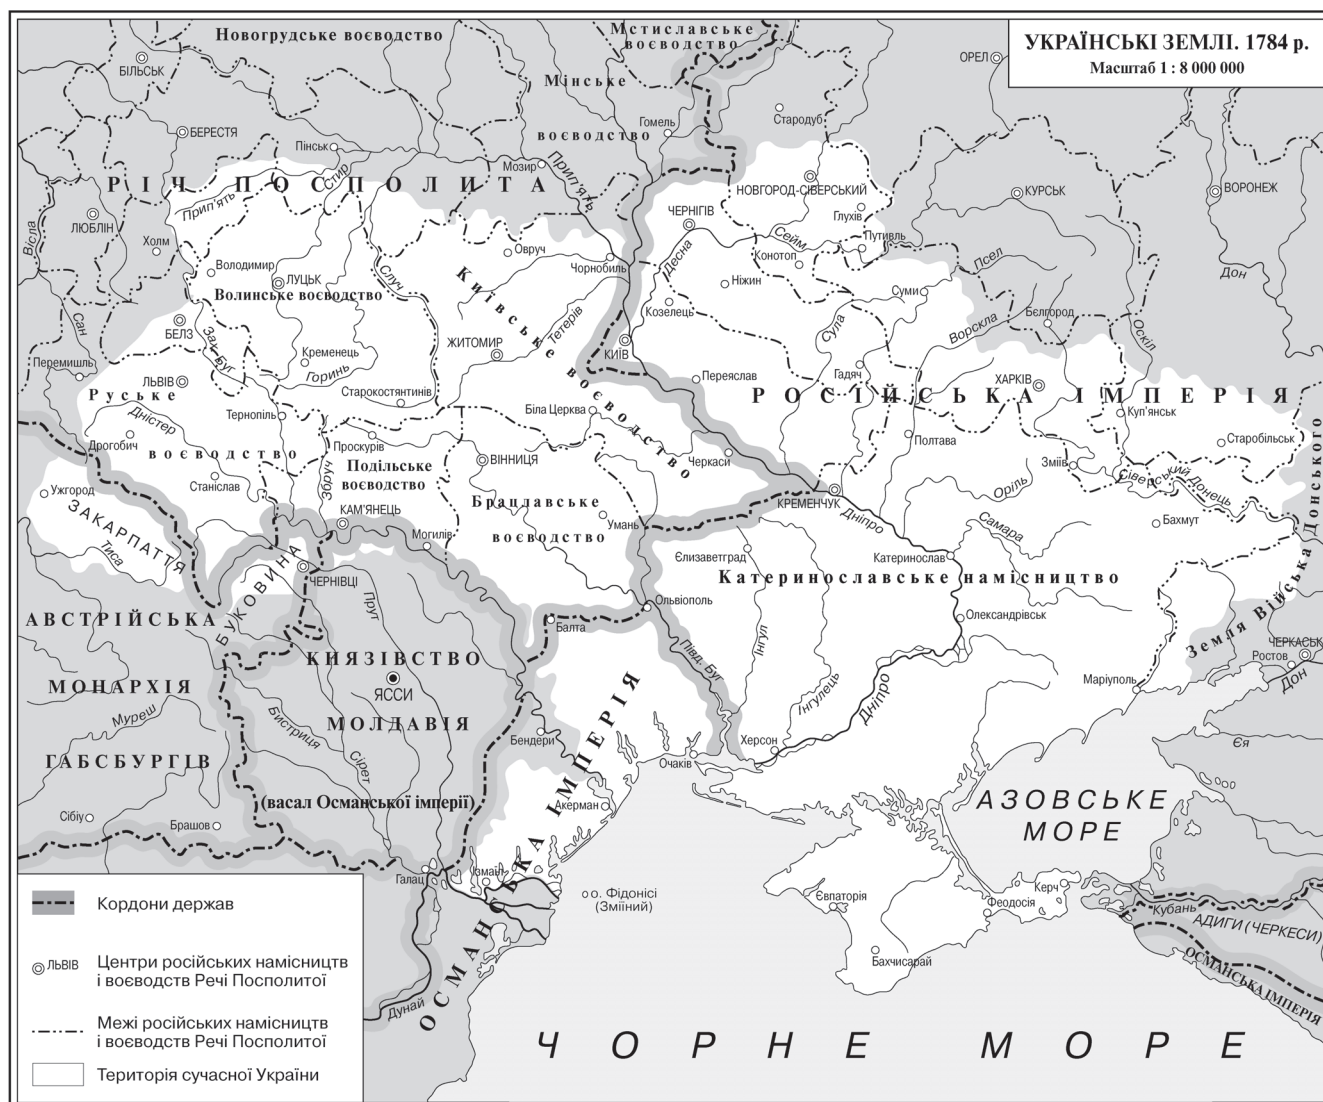 УКРАЇНСЬКІ ЗЕМЛІ. 1784 р.
Масштаб 1 : 8 000 000
Новогрудське воєводство
Мстиславське
воєводство
Мінське
воєводство
БІЛЬСЬК
ОРЕЛ
Гомель
Стародуб
БЕРЕСТЯ
Пінськ
Мозир
Прип'ять
Стир
РІЧ ПОСПОЛИТА
Прип'ять
НОВГОРОД-СІВЕРСЬКИЙ
КУРСЬК
ВОРОНЕЖ
Вісла
ЛЮБЛІН
Холм
ЧЕРНІГІВ
Глухів
Десна
Сейм
Путивль
Овруч
Чорнобиль
Конотоп
Псел
Дон
Володимир
ЛУЦЬК
Случ
Київське воєводство
Волинське воєводство
Ніжин
Суми
Козелець
Тетерів
Сула
Ворскла
Бєлгород
Оскіл
Сан
БЕЛЗ
Зах. Буг
Кременець
Горинь
ЖИТОМИР
КИЇВ
Перемишль
ЛЬВІВ
Старокостянтинів
Переяслав
Гадяч
ХАРКІВ
РОСІЙСЬКА ІМПЕРІЯ
Руське
воєводство
Дністер
Тернопіль
Біла Церква
Куп'янськ
Дрогобич
Проскурів
Полтава
Старобільськ
Подільське
воєводство
ВІННИЦЯ
Черкаси
Зміїв
Сіверський Донець
Станіслав
Збруч
Ужгород
ЗАКАРПАТТЯ
Тиса
КАМ'ЯНЕЦЬ
Брацлавське
воєводство
Умань
КРЕМЕНЧУК
Дніпро
Оріль
Самара
Бахмут
Могилів
Єлизаветград
Катеринослав
Земля Війська Донського
БУКОВИНА
ЧЕРНІВЦІ
Прут
Катеринославське намісництво
Ольвіополь
АВСТРІЙСЬКА
МОНАРХІЯ
ГАБСБУРГІВ
Балта
Олександрівськ
Півд. Буг
Інгул
Інгулець
Дніпро
ЧЕРКАСЬК
Ростов
Дон
Маріуполь
КНЯЗІВСТВО
ЯССИ
МОЛДАВІЯ
(васал Османської імперії)
Муреш
Бистриця
Сірет
Бендери
Херсон
Очаків
Єя
ОСМАНСЬКА ІМПЕРІЯ
Акерман
АЗОВСЬКЕ
МОРЕ
Сібіу
Брашов
Галац
Ізмаїл
о. Фідонісі
(Зміїний)
Керч
Феодосія
Євпаторія
Бахчисарай
Кубань
АДИГИ (ЧЕРКЕСИ)
ОСМАНСЬКА ІМПЕРІЯ
Дунай
ЧОРНЕ МОРЕ
Кордони держав
ЛЬВІВ
Центри російських намісництв
і воєводств Речі Посполитої
Межі російських намісництв
і воєводств Речі Посполитої
Територія сучасної України